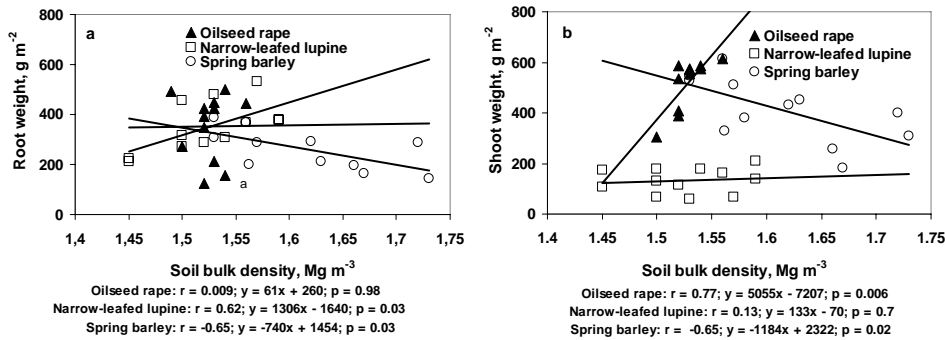 a
Oilseed rape
Narrow-leafed lupine
Spring barley
Root weight, g m-2
800
600
400
200
0
a
1,4
1,45
1,5
1,55
1,6
1,65
1,7
1,75
Soil bulk density, Mg m-3
Oilseed rape: r = 0.009; y = 61x + 260; p = 0.98
Narrow-leafed lupine: r = 0.62; y = 1306x - 1640; p = 0.03
Spring barley: r = -0.65; y = -740x + 1454; p = 0.03
b
Oilseed rape
Narrow-leafed lupine
Spring barley
Shoot weight, g m-2
800
600
400
200
0
1.4
1.45
1.5
1.55
1.6
1.65
1.7
1.75
Soil bulk density, Mg m-3
Oilseed rape: r = 0.77; y = 5055x - 7207; p = 0.006
Narrow-leafed lupine: r = 0.13; y = 133x - 70; p = 0.7
Spring barley: r = -0.65; y = -1184x + 2322; p = 0.02